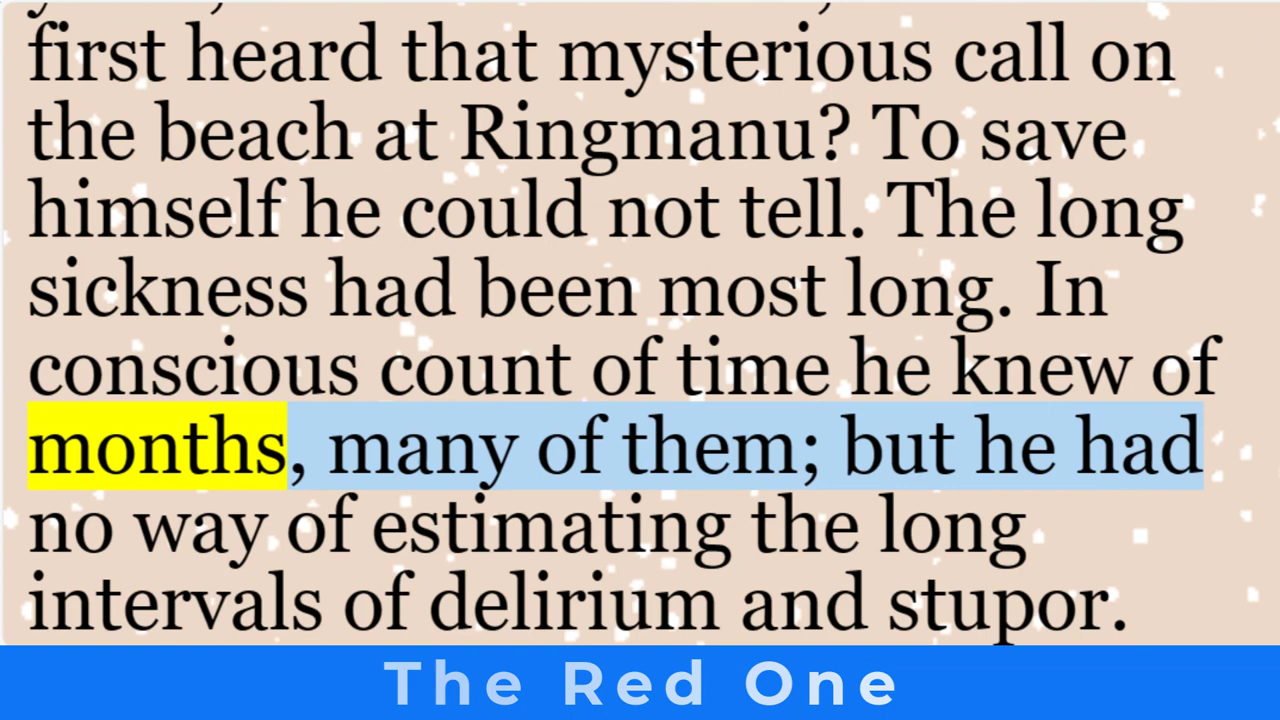 first heard that mysterious call on
the beach at Ringmanu? To save
himself he could not tell. The long
sickness had been most long. In
conscious count of time he knew of
months, many of them; but he had
no way of estimating the long
intervals of delirium and stupor.
The Red One